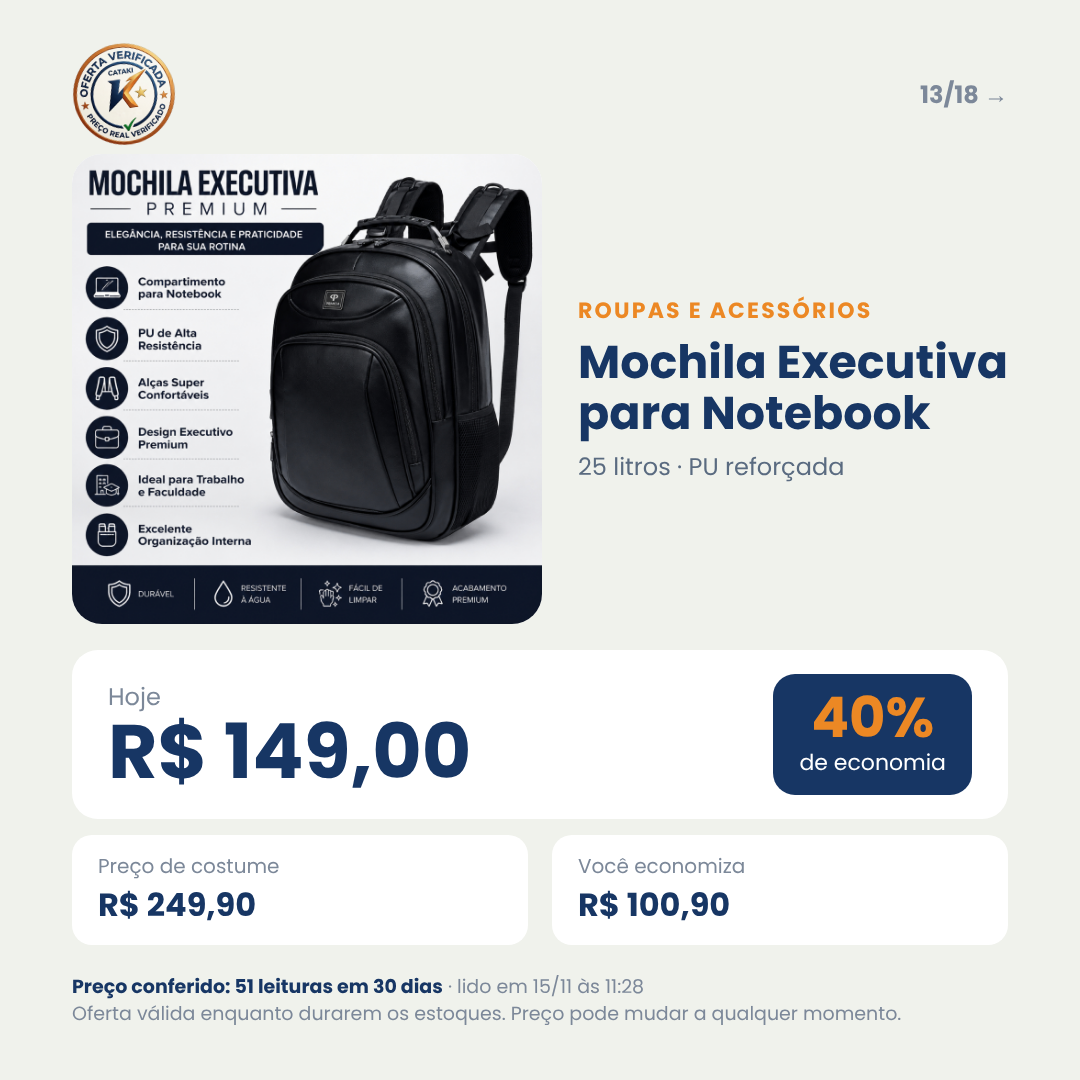 OFERTA VERIFICADA
CATAKI
K
PREÇO REAL VERIFICADO
13/18 →
MOCHILA EXECUTIVA
PREMIUM
ELEGÂNCIA, RESISTÊNCIA E PRATICIDADE
PARA SUA ROTINA
Compartimento
para Notebook
PU de Alta
Resistência
Alças Super
Confortáveis
Design Executivo
Premium
Ideal para Trabalho
e Faculdade
Excelente
Organização Interna
DURÁVEL
RESISTENTE
À ÁGUA
FÁCIL DE
LIMPAR
ACABAMENTO
PREMIUM
ROUPAS E ACESSÓRIOS
Mochila Executiva
para Notebook
25 litros · PU reforçada
Hoje
R$ 149,00
40%
de economia
Preço de costume
R$ 249,90
Você economiza
R$ 100,90
Preço conferido: 51 leituras em 30 dias · lido em 15/11 às 11:28
Oferta válida enquanto durarem os estoques. Preço pode mudar a qualquer momento.